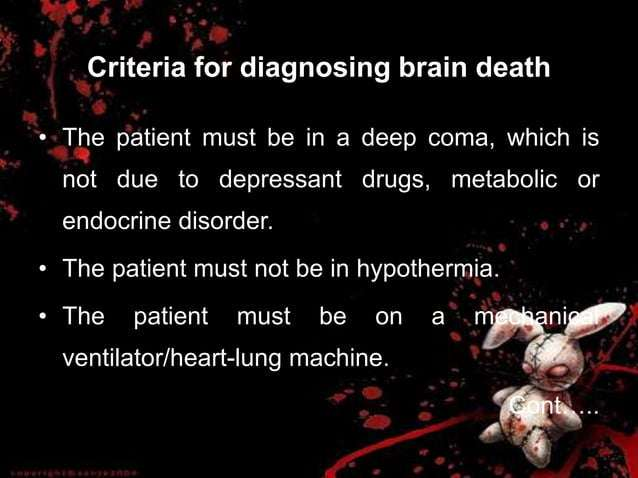 Criteria for diagnosing brain death
• The patient must be in a deep coma, which is
not due to depressant drugs, metabolic or
endocrine disorder.
• The patient must not be in hypothermia.
• The patient must be on a mechanical
ventilator/heart-lung machine.
Cont…..